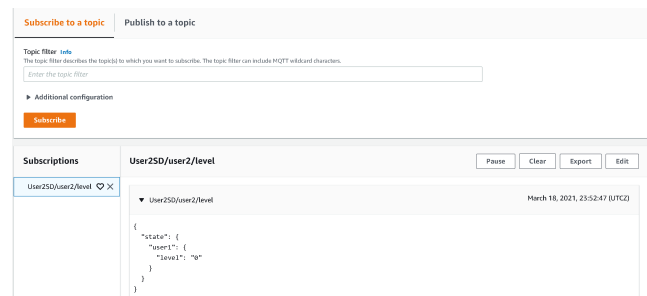 Subscribe to a topic
Publish to a topic
Topic filter Info
The topic filter describes the topic(s) to which you want to subscribe. The topic filter can include MQTT wildcard characters.
Enter the topic filter
Additional configuration
Subscribe
Subscriptions
User2SD/user2/level
Pause
Clear
Export
Edit
User2SD/user2/level
User2SD/user2/level
March 18, 2021, 23:52:47 (UTCZ)
{
"state": {
"user1": {
"level": "0"
}
}
}